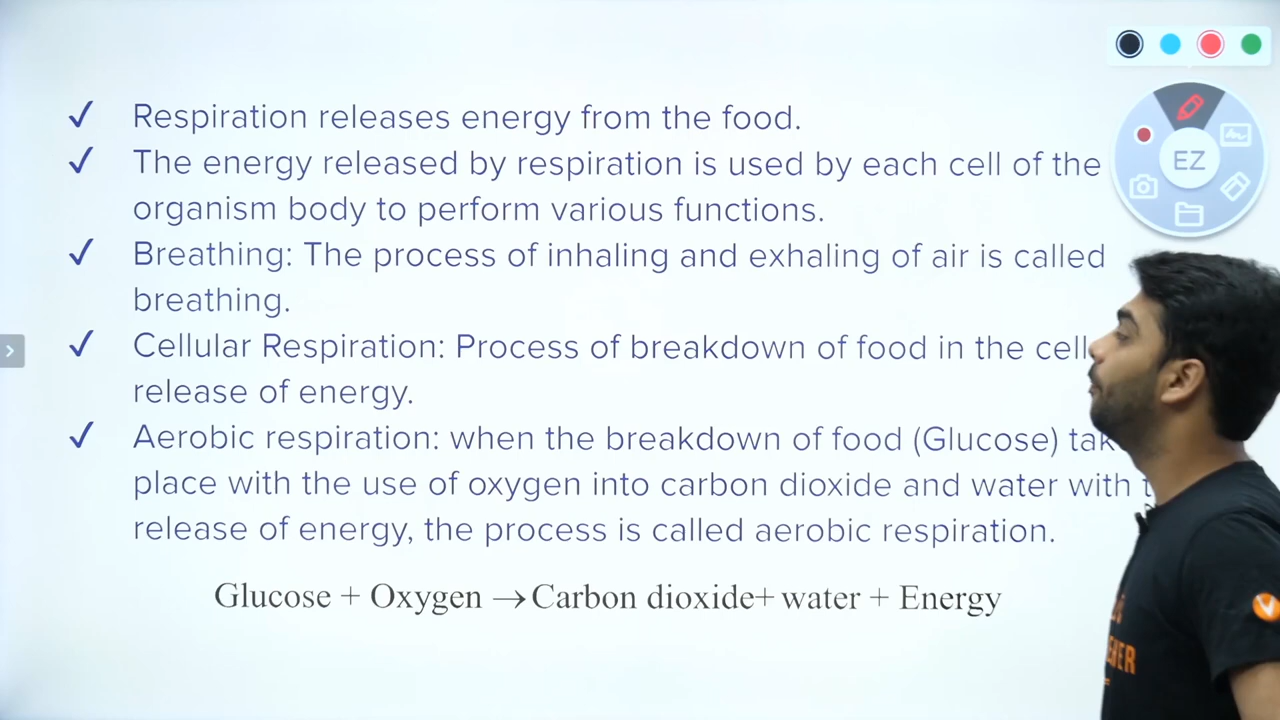 ✓ Respiration releases energy from the food.
✓ The energy released by respiration is used by each cell of the
organism body to perform various functions.
✓ Breathing: The process of inhaling and exhaling of air is called
breathing.
✓ Cellular Respiration: Process of breakdown of food in the cell
release of energy.
✓ Aerobic respiration: when the breakdown of food (Glucose)
place with the use of oxygen into carbon dioxide and water with
release of energy, the process is called aerobic respiration.
Glucose + Oxygen → Carbon dioxide+ water + Energy
EZ